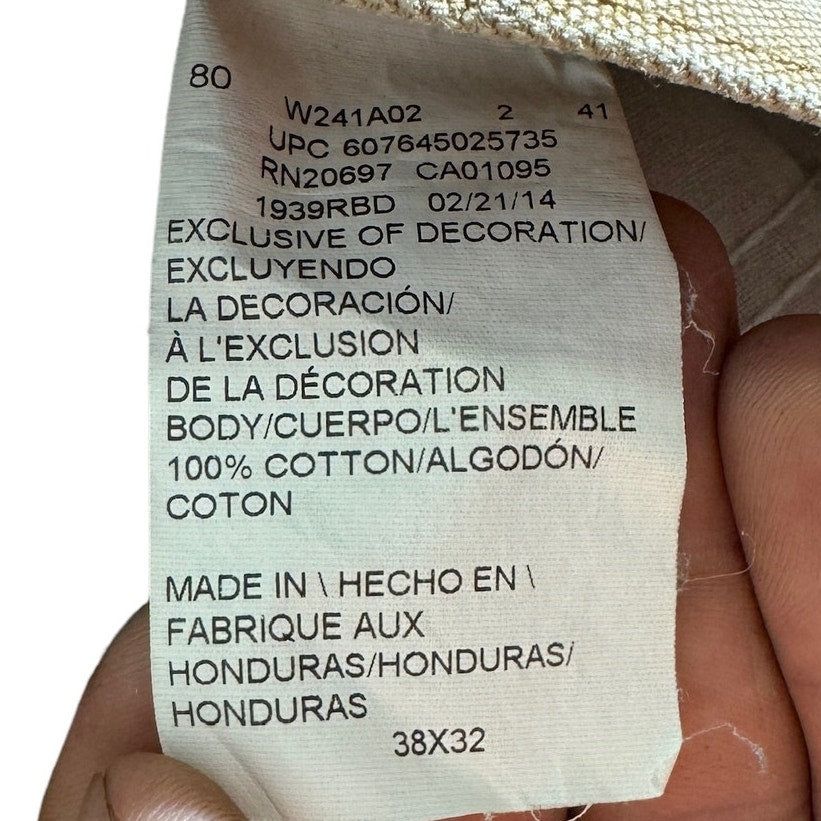 80
W241A02 2 41
UPC 607645025735
RN20697 CA01095
1939RBD 02/21/14
EXCLUSIVE OF DECORATION/
EXCLUYENDO
LA DECORACIÓN/
À L'EXCLUSION
DE LA DÉCORATION
BODY/CUERPO/L'ENSEMBLE
100% COTTON/ALGODÓN/
COTON
MADE IN \ HECHO EN \
FABRIQUE AUX
HONDURAS/HONDURAS/
HONDURAS
38X32